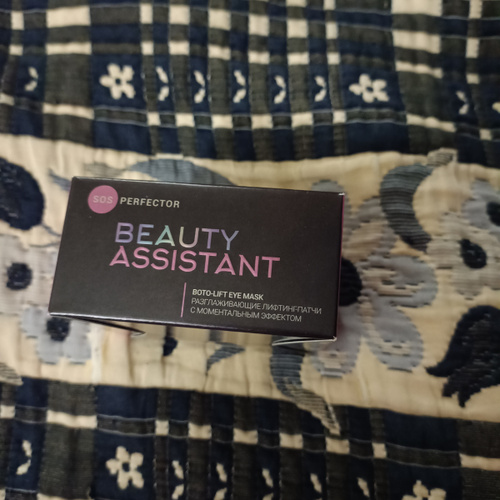 SOS PERFECTOR
BEAUTY
ASSISTANT
BOTO-LIFT EYE MASK
РАЗГЛАЖИВАЮЩИЕ ЛИФТИНГ-ПАТЧИ
С МОМЕНТАЛЬНЫМ ЭФФЕКТОМ